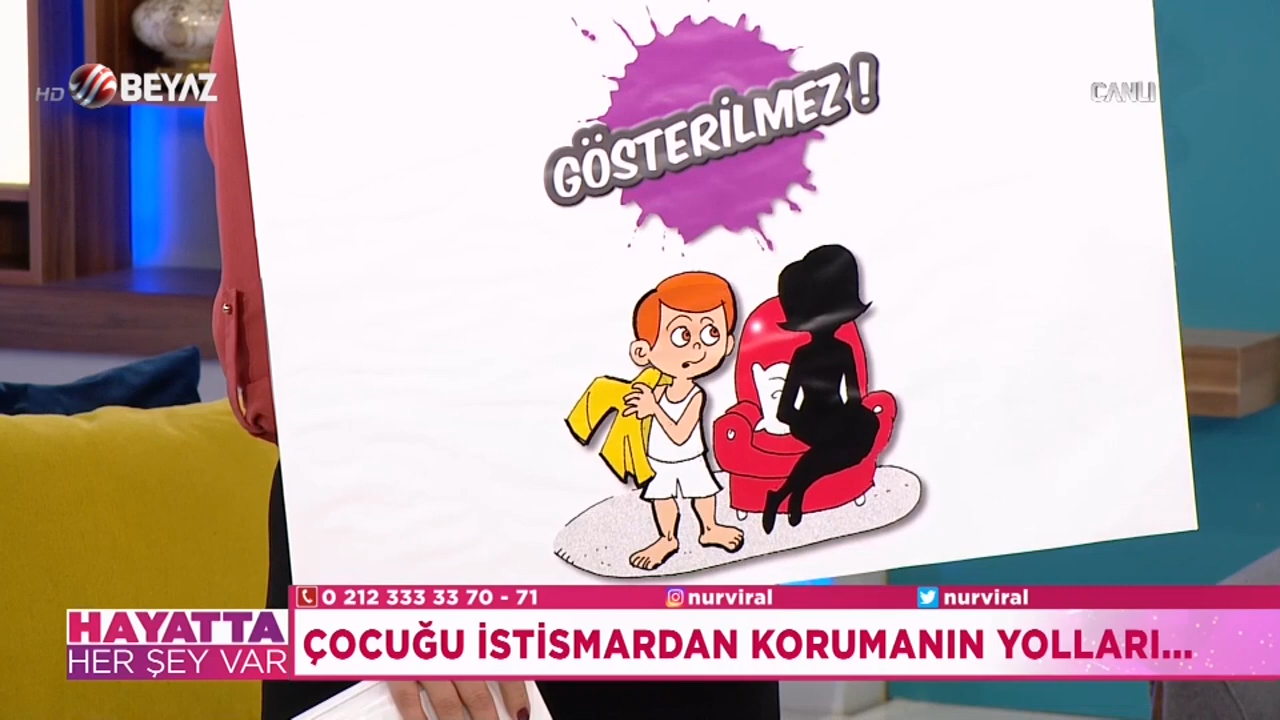 HD BEYAZ
CANLI
GÖSTERİLMEZ!
0 212 333 33 70 - 71
nurviral
nurviral
HAYATTA
HER ŞEY VAR
ÇOCUĞU İSTİSMARDAN KORUMANIN YOLLARI...